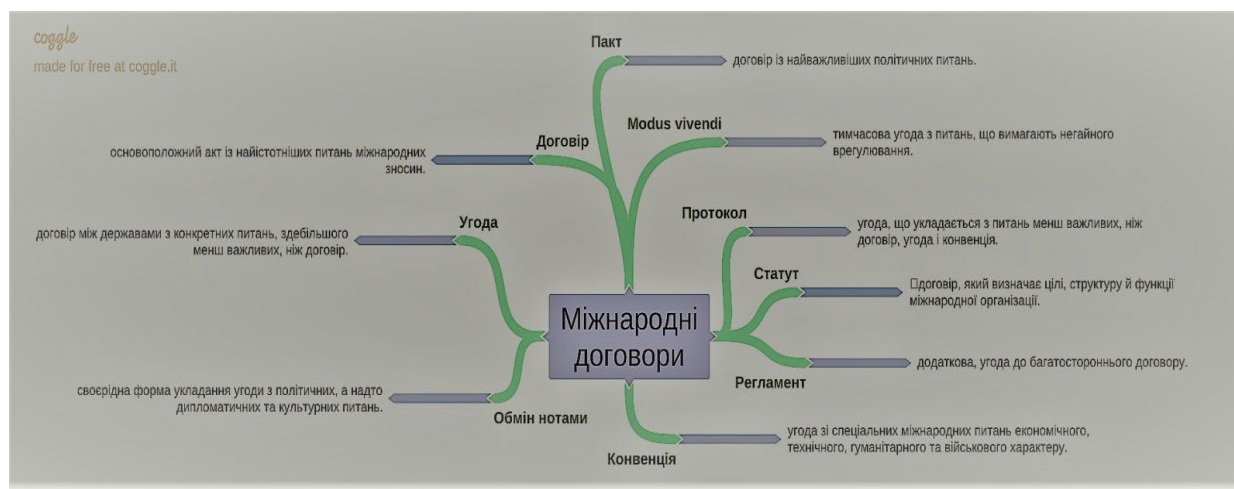 coggle
made for free at coggle.it
Пакт
договір із найважливіших політичних питань.
Modus vivendi
тимчасова угода з питань, що вимагають негайного
врегулювання.
Договір
основоположний акт із найістотніших питань міжнародних
зносин.
Протокол
угода, що укладається з питань менш важливих, ніж
договір, угода і конвенція.
Угода
договір між державами з конкретних питань, здебільшого
менш важливих, ніж договір.
Статут
договір, який визначає цілі, структуру й функції
міжнародної організації.
Міжнародні
договори
Регламент
додаткова, угода до багатостороннього договору.
Обмін нотами
своєрідна форма укладання угоди з політичних, а надто
дипломатичних та культурних питань.
Конвенція
угода зі спеціальних міжнародних питань економічного,
технічного, гуманітарного та військового характеру.